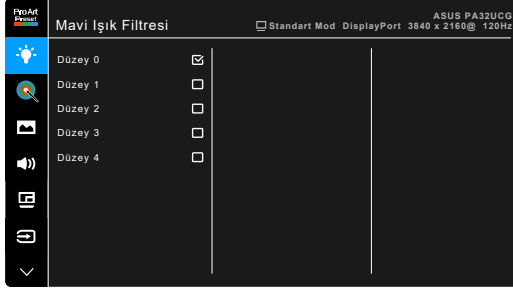 ProArt
Preset
Mavi Işık Filtresi
ASUS PA32UCG
Standart Mod DisplayPort 3840 x 2160@ 120Hz
Düzey 0
Düzey 1
Düzey 2
Düzey 3
Düzey 4